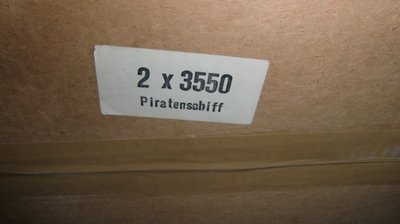 2 x 3550
Piratenschiff